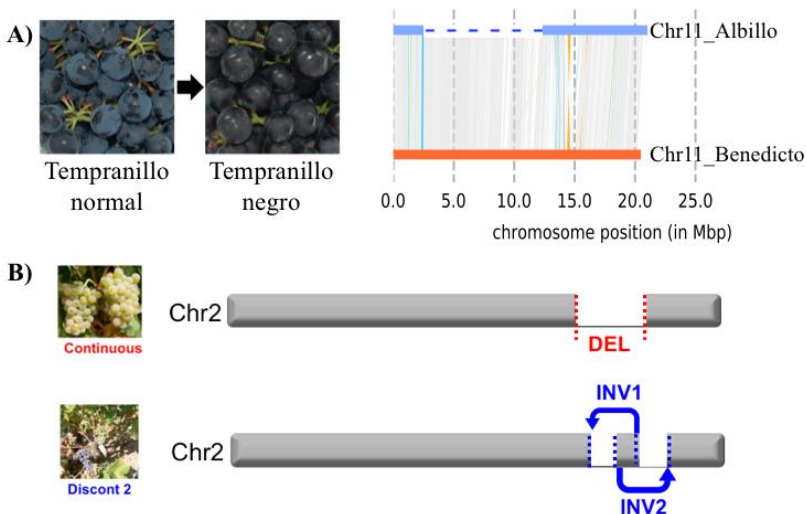 A)
Tempranillo
normal
Tempranillo
negro
Chr11_Albillo
Chr11_Benedicto
0.0 5.0 10.0 15.0 20.0 25.0
chromosome position (in Mbp)
B)
Continuous
Chr2
DEL
Discont 2
Chr2
INV1
INV2